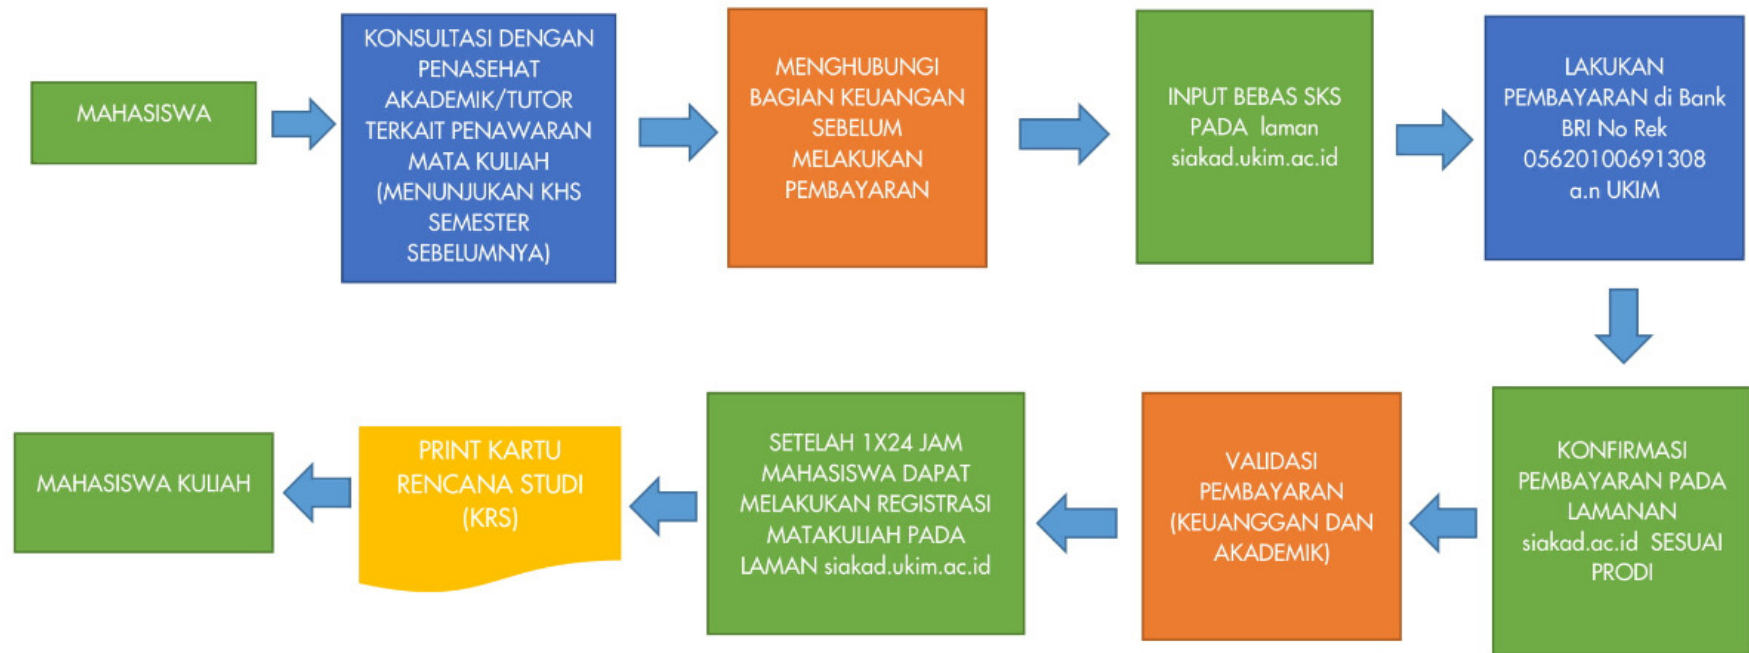 MAHASISWA
KONSULTASI DENGAN
PENASEHAT
AKADEMIK/TUTOR
TERKAIT PENAWARAN
MATA KULIAH
(MENUNJUKAN KHS
SEMESTER
SEBELUMNYA)
MENGHUBUNGI
BAGIAN KEUANGAN
SEBELUM
MELAKUKAN
PEMBAYARAN
INPUT BEBAS SKS
PADA laman
siakad.ukim.ac.id
LAKUKAN
PEMBAYARAN di Bank
BRI No Rek
05620100691308
a.n UKIM
KONFIRMASI
PEMBAYARAN PADA
LAMANAN
siakad.ac.id SESUAI
PRODI
VALIDASI
PEMBAYARAN
(KEUANGGAN DAN
AKADEMIK)
SETELAH 1X24 JAM
MAHASISWA DAPAT
MELAKUKAN REGISTRASI
MATAKULIAH PADA
LAMAN siakad.ukim.ac.id
PRINT KARTU
RENCANA STUDI
(KRS)
MAHASISWA KULIAH